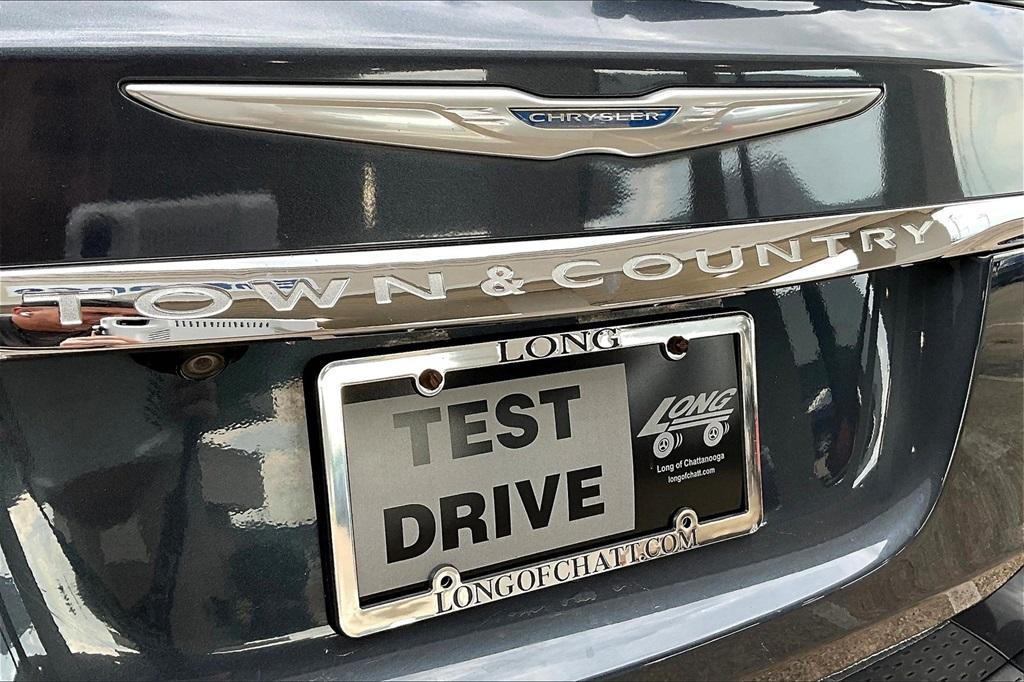 CHRYSLER
TOWN & COUNTRY
LONG
TEST
DRIVE
LONG
Long of Chattanooga
longofchatt.com
LONGOFCHATT.COM